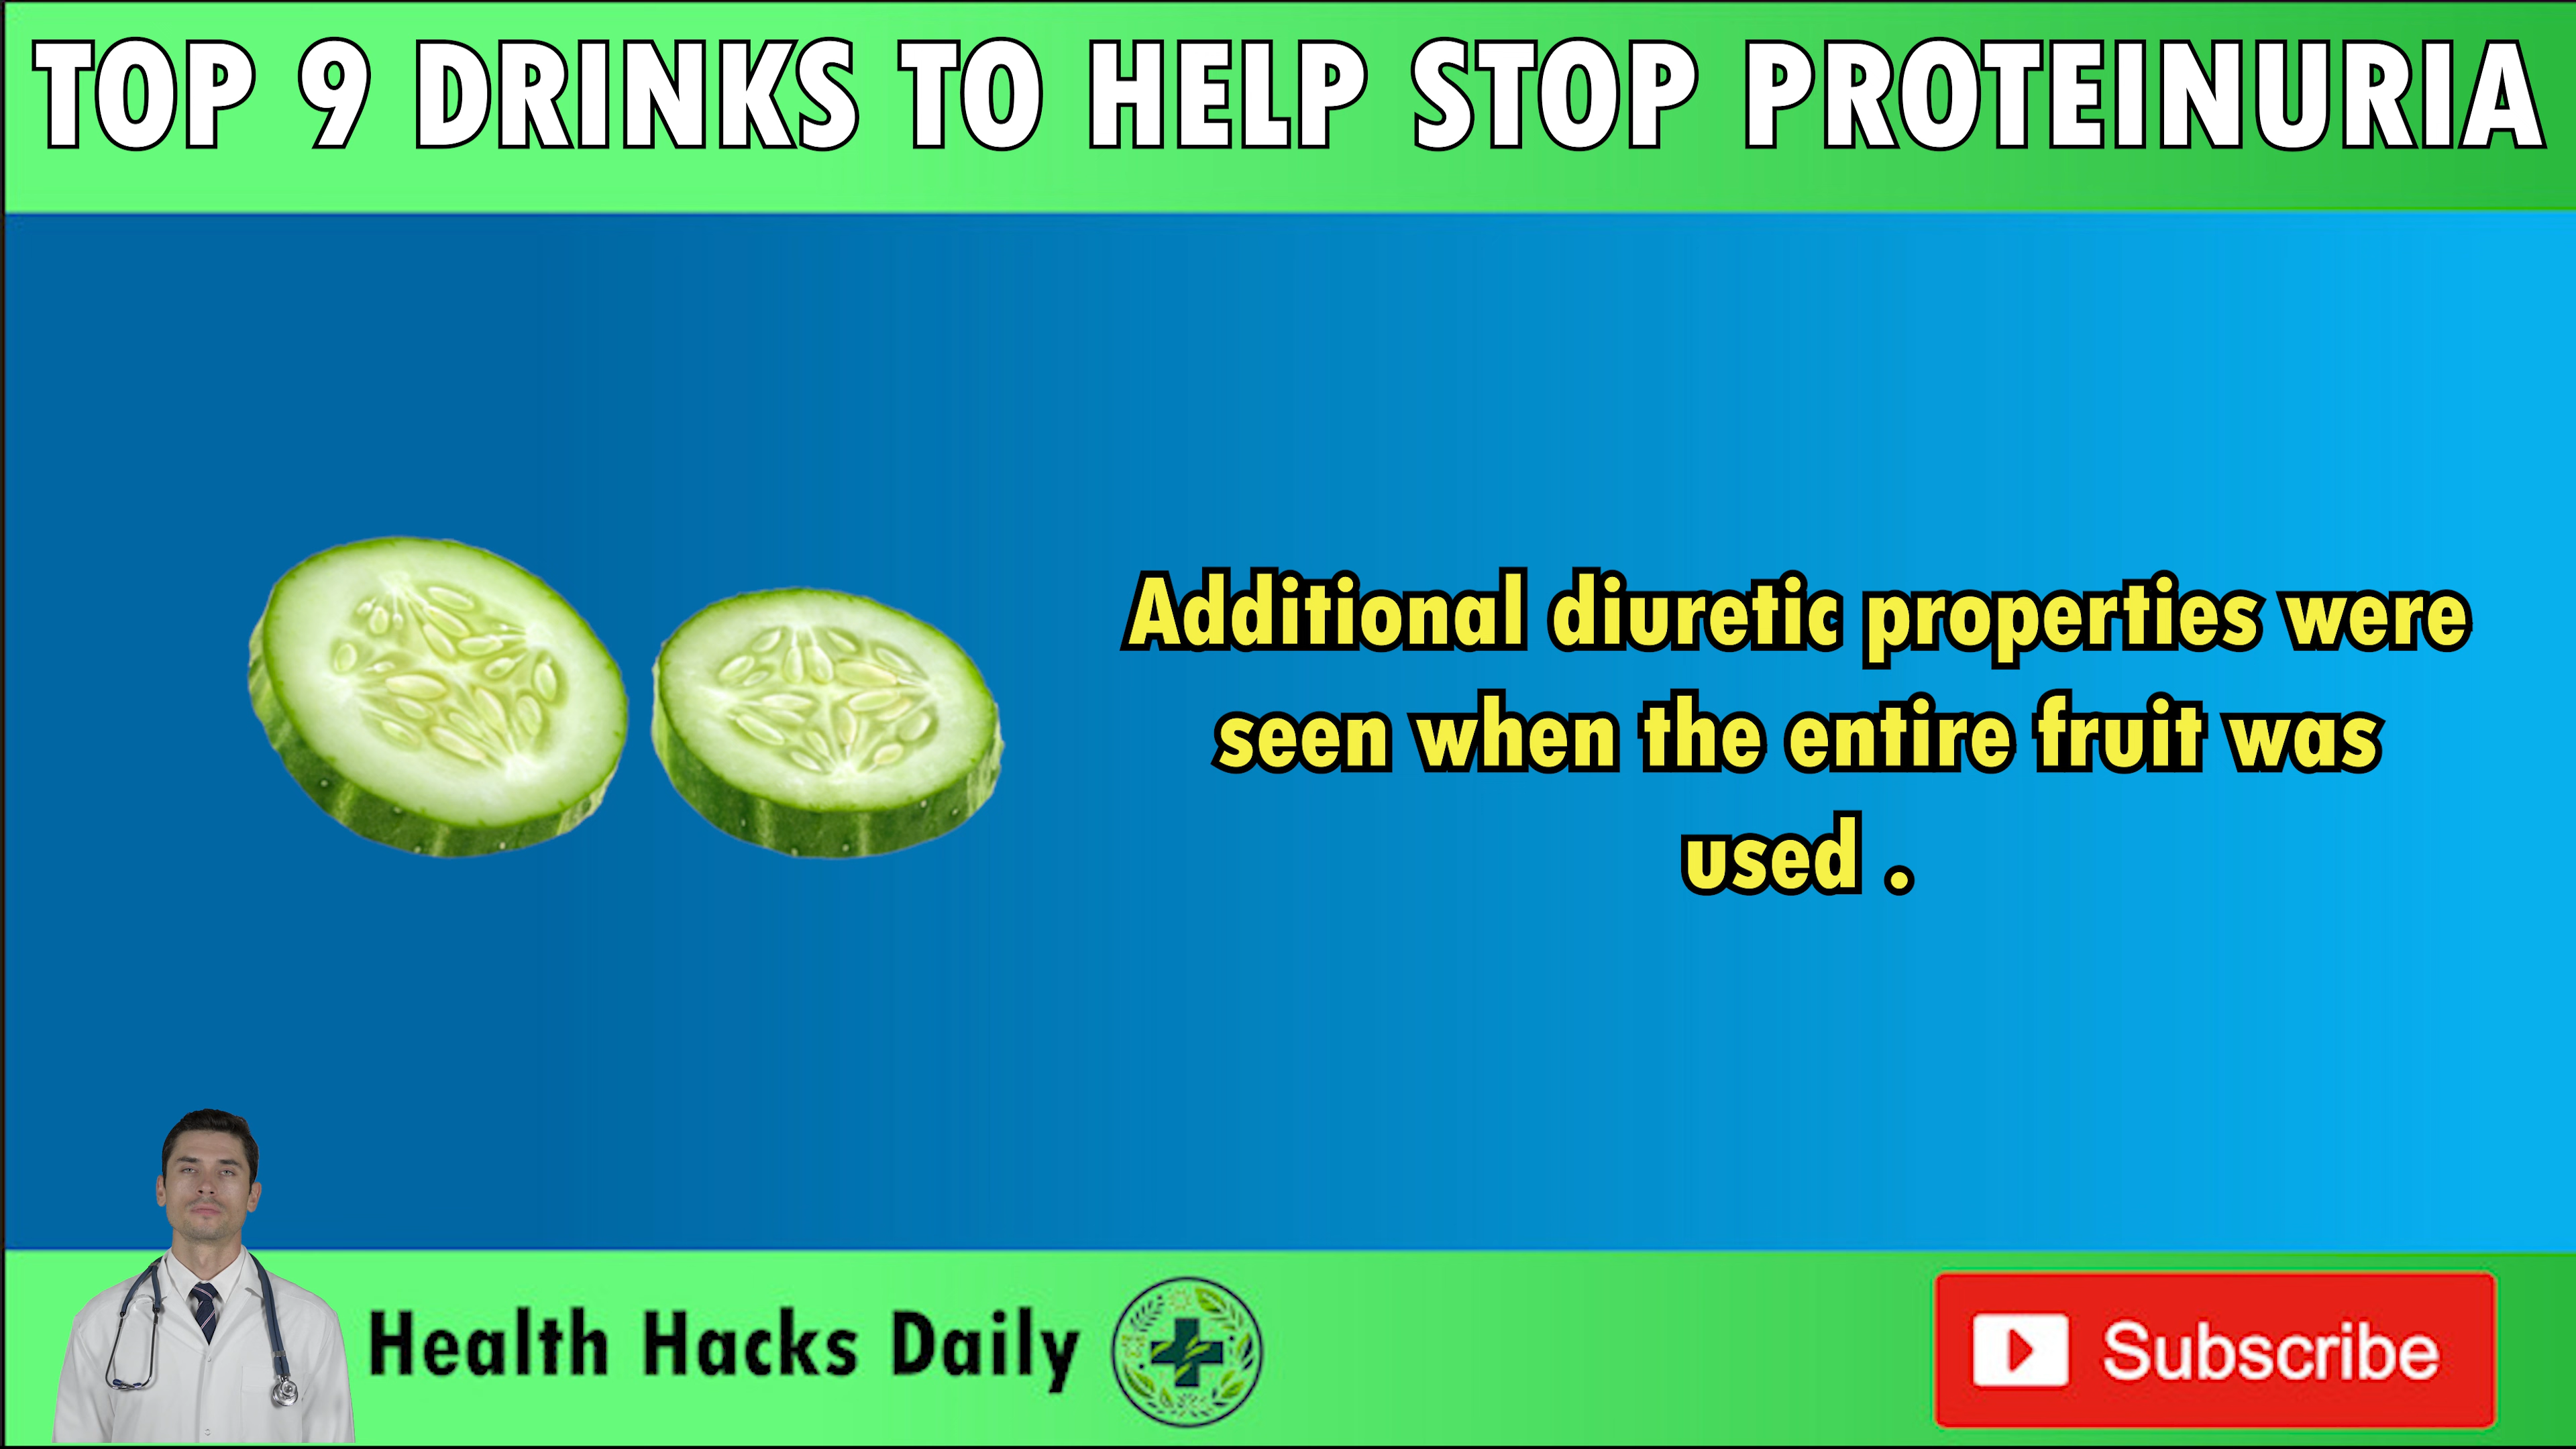 TOP 9 DRINKS TO HELP STOP PROTEINURIA
Additional diuretic properties were
seen when the entire fruit was
used .
Health Hacks Daily
Subscribe